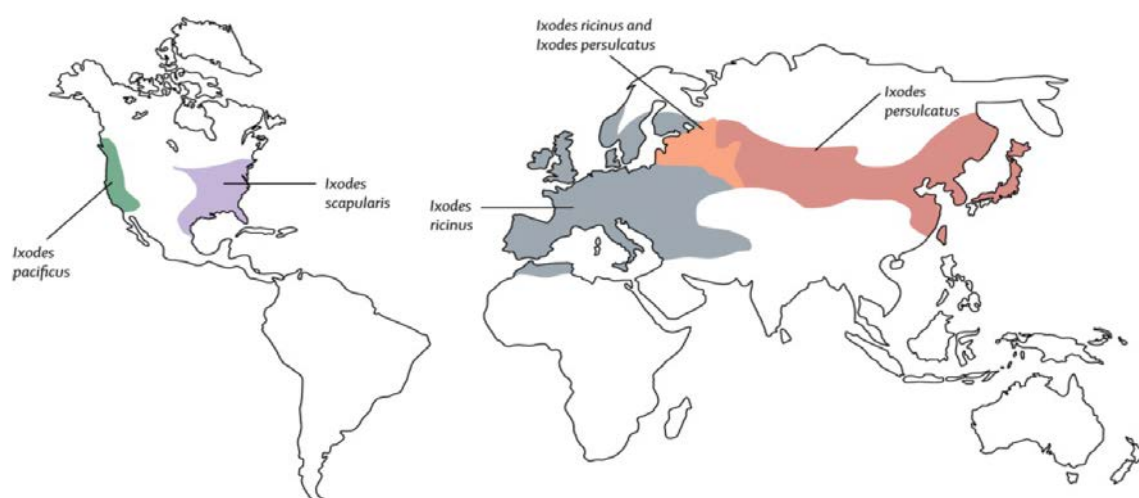 Ixodes ricinus and
Ixodes persulcatus
Ixodes
persulcatus
Ixodes
scapularis
Ixodes
ricinus
Ixodes
pacificus